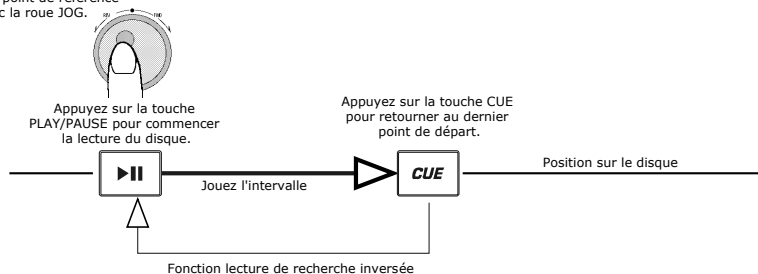 point de référence
c la roue JOG.
REV
FWD
Appuyez sur la touche
PLAY/PAUSE pour commencer
la lecture du disque.
Appuyez sur la touche CUE
pour retourner au dernier
point de départ.
CUE
Jouez l'intervalle
Position sur le disque
Fonction lecture de recherche inversée